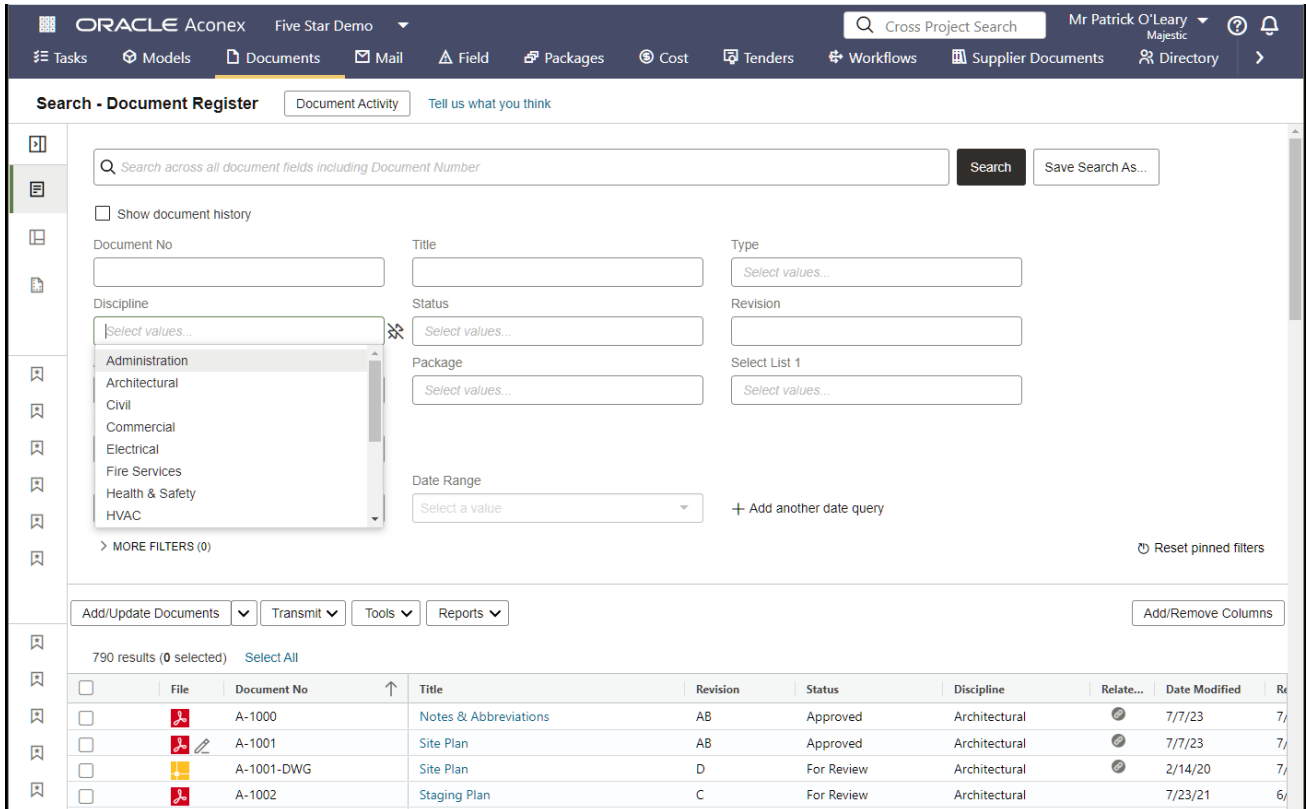 ORACLE Aconex Five Star Demo Cross Project Search Mr Patrick O'Leary
Majestic
Tasks Models Documents Mail Field Packages Cost Tenders Workflows Supplier Documents Directory
Search - Document Register Document Activity Tell us what you think
Search across all document fields including Document Number Search Save Search As...
Show document history
Document No Title Type
Select values...
Discipline Status Revision
Select values... Select values...
Administration
Package Select List 1
Architectural
Select values... Select values...
Civil
Commercial
Electrical
Fire Services
Date Range
Health & Safety
Select a value + Add another date query
HVAC
> MORE FILTERS (0) Reset pinned filters
Add/Update Documents Transmit Tools Reports Add/Remove Columns
790 results (0 selected) Select All
File Document No Title Revision Status Discipline Relate... Date Modified Re
A-1000 Notes & Abbreviations AB Approved Architectural 7/7/23 7/
A-1001 Site Plan AB Approved Architectural 7/7/23 7/
A-1001-DWG Site Plan D For Review Architectural 2/14/20 7/
A-1002 Staging Plan C For Review Architectural 7/23/21 6/